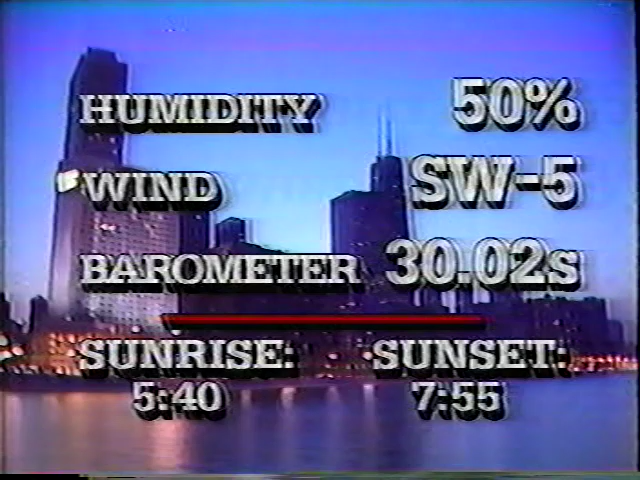 HUMIDITY 50%
WIND SW-5
BAROMETER 30.02s
SUNRISE: SUNSET:
5:40 7:55